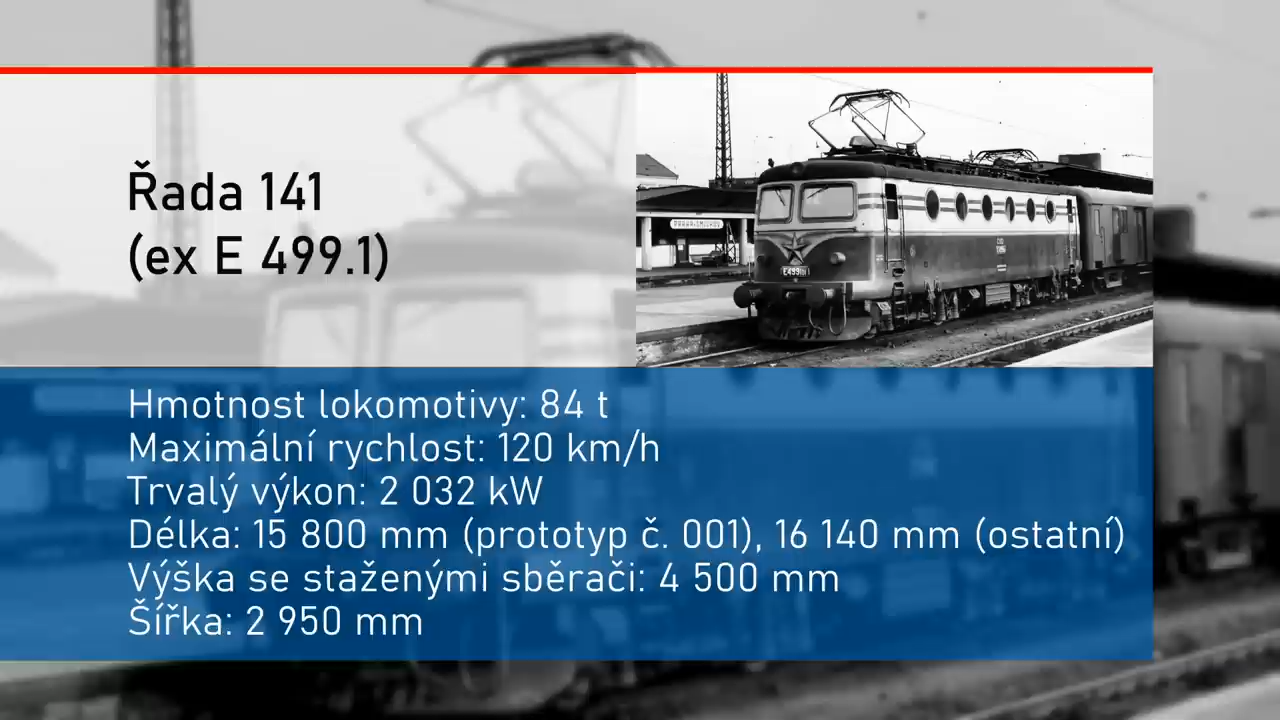 Řada 141
(ex E 499.1)
PRAHA-SMÍCHOV
Hmotnost lokomotivy: 84 t
Maximální rychlost: 120 km/h
Trvalý výkon: 2 032 kW
Délka: 15 800 mm (prototyp č. 001), 16 140 mm (ostatní)
Výška se staženými sběrači: 4 500 mm
Šířka: 2 950 mm